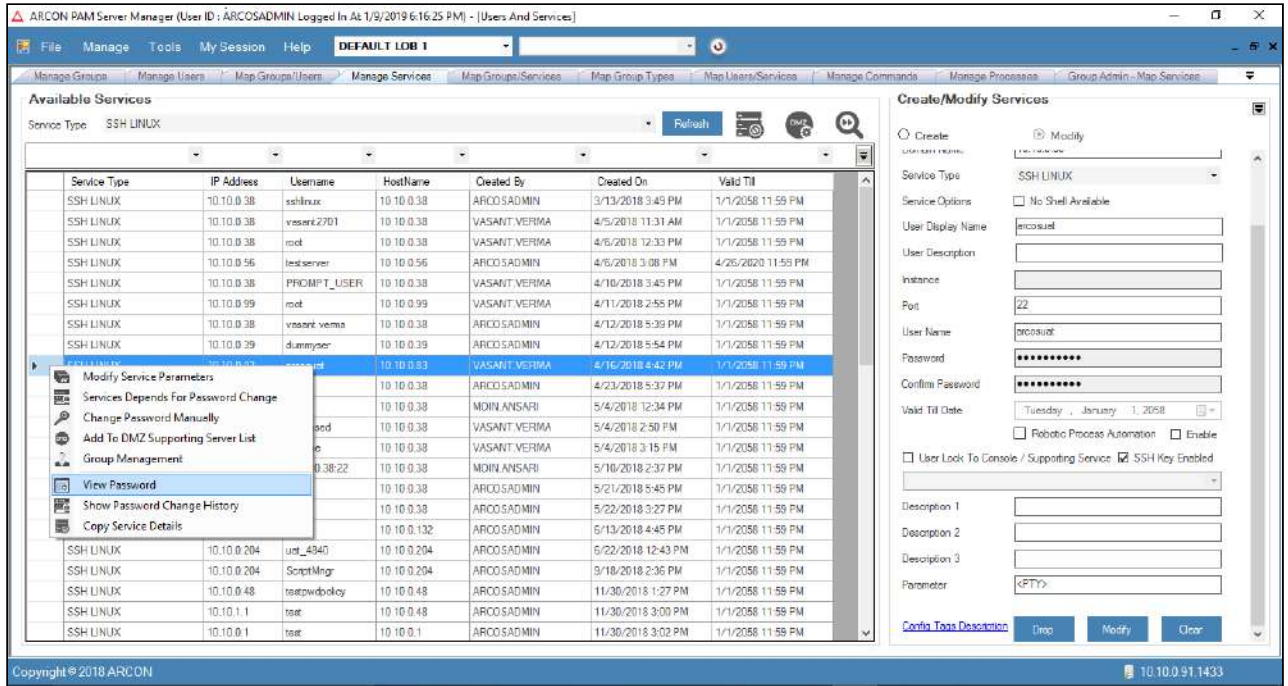 ARCON PAM Server Manager (User ID : ARCOSADMIN Logged In At 1/9/2019 6:16:25 PM) - [Users And Services]
File Manage Tools My Session Help DEFAULT LOB 1
Manage Groups Manage Users Map Groups/Users Manage Services Map Groups/Services Map Group Types Map Users/Services Manage Commands Manage Processes Group Admin - Map Services
Available Services
Service Type SSH LINUX Refresh DMZ
Service Type IP Address Username HostName Created By Created On Valid Till
SSH LINUX 10.10.0.38 sshlinux 10.10.0.38 ARCOSADMIN 3/13/2018 3:49 PM 1/1/2058 11:59 PM
SSH LINUX 10.10.0.38 vasant2701 10.10.0.38 VASANT.VERMA 4/5/2018 11:31 AM 1/1/2058 11:59 PM
SSH LINUX 10.10.0.38 root 10.10.0.38 VASANT.VERMA 4/6/2018 12:33 PM 1/1/2058 11:59 PM
SSH LINUX 10.10.0.56 testserver 10.10.0.56 ARCOSADMIN 4/6/2018 3:08 PM 4/26/2020 11:59 PM
SSH LINUX 10.10.0.38 PROMPT_USER 10.10.0.38 VASANT.VERMA 4/10/2018 3:45 PM 1/1/2058 11:59 PM
SSH LINUX 10.10.0.99 root 10.10.0.99 VASANT.VERMA 4/11/2018 2:55 PM 1/1/2058 11:59 PM
SSH LINUX 10.10.0.38 vasant.verma 10.10.0.38 ARCOSADMIN 4/12/2018 5:39 PM 1/1/2058 11:59 PM
SSH LINUX 10.10.0.39 dummyser 10.10.0.39 ARCOSADMIN 4/12/2018 5:54 PM 1/1/2058 11:59 PM
10.10.0.83 VASANT.VERMA 4/16/2018 4:42 PM 1/1/2058 11:59 PM
10.10.0.38 ARCOSADMIN 4/23/2018 5:37 PM 1/1/2058 11:59 PM
10.10.0.38 MOIN.ANSARI 5/4/2018 12:34 PM 1/1/2058 11:59 PM
10.10.0.38 VASANT.VERMA 5/4/2018 2:50 PM 1/1/2058 11:59 PM
10.10.0.38 VASANT.VERMA 5/4/2018 3:15 PM 1/1/2058 11:59 PM
0.38:22 10.10.0.38 MOIN.ANSARI 5/10/2018 2:37 PM 1/1/2058 11:59 PM
10.10.0.38 ARCOSADMIN 5/21/2018 5:45 PM 1/1/2058 11:59 PM
10.10.0.38 ARCOSADMIN 5/22/2018 3:27 PM 1/1/2058 11:59 PM
10.10.0.132 ARCOSADMIN 6/13/2018 4:45 PM 1/1/2058 11:59 PM
SSH LINUX 10.10.0.204 uat_4840 10.10.0.204 ARCOSADMIN 6/22/2018 12:43 PM 1/1/2058 11:59 PM
SSH LINUX 10.10.0.204 ScriptMngr 10.10.0.204 ARCOSADMIN 9/18/2018 2:36 PM 1/1/2058 11:59 PM
SSH LINUX 10.10.0.48 testpwdpolicy 10.10.0.48 ARCOSADMIN 11/30/2018 1:27 PM 1/1/2058 11:59 PM
SSH LINUX 10.10.1.1 test 10.10.0.48 ARCOSADMIN 11/30/2018 3:00 PM 1/1/2058 11:59 PM
SSH LINUX 10.10.0.1 test 10.10.0.1 ARCOSADMIN 11/30/2018 3:02 PM 1/1/2058 11:59 PM
Modify Service Parameters
Services Depends For Password Change
Change Password Manually
Add To DMZ Supporting Server List
Group Management
View Password
Show Password Change History
Copy Service Details
Create/Modify Services
Create Modify
Service Type SSH LINUX
Service Options No Shell Available
User Display Name arcosuat
User Description
Instance
Port 22
User Name arcosuat
Password ●●●●●●●●●●
Confirm Password ●●●●●●●●●●
Valid Till Date Tuesday , January 1, 2058
Robotic Process Automation Enable
User Lock To Console / Supporting Service SSH Key Enabled
Description 1
Description 2
Description 3
Parameter <PTY>
Config Tags Description Drop Modify Clear
Copyright © 2018 ARCON 10.10.0.91,1433